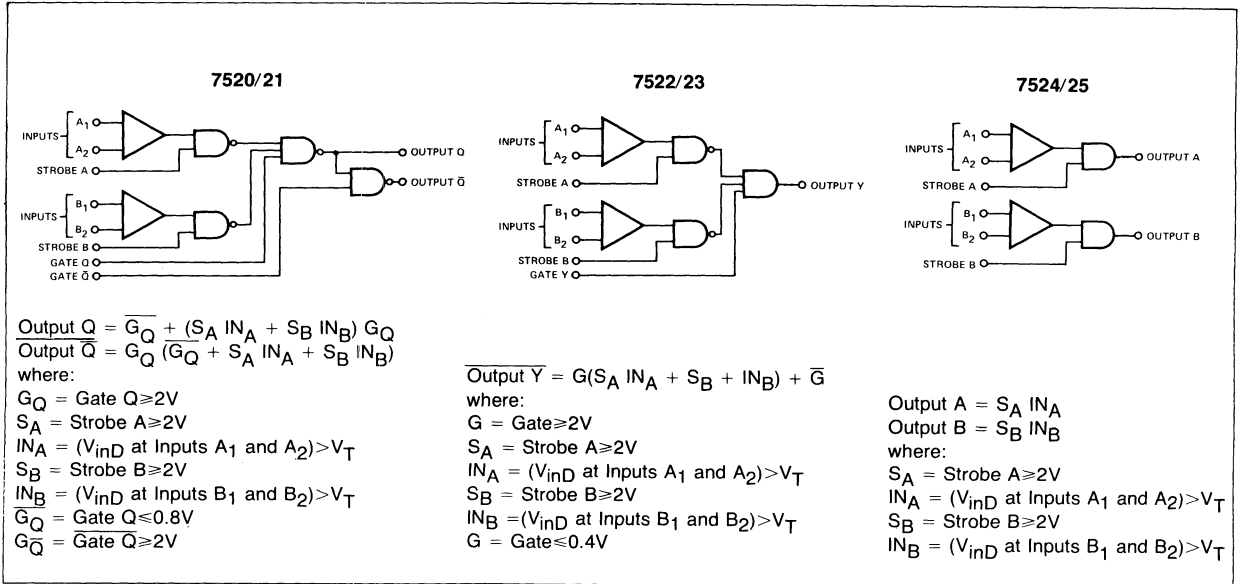 7520/21
INPUTS
A1
A2
STROBE A
INPUTS
B1
B2
STROBE B
GATE Q
GATE Q̅
OUTPUT Q
OUTPUT Q̅
Output Q = G̅Q̅ + (SA INA + SB INB) GQ
Output Q̅ = GQ (G̅Q̅ + SA INA + SB INB)
where:
GQ = Gate Q≥2V
SA = Strobe A≥2V
INA = (VinD at Inputs A1 and A2)>VT
SB = Strobe B≥2V
INB = (VinD at Inputs B1 and B2)>VT
G̅Q̅ = Gate Q≤0.8V
GQ̅ = Gate Q̅≥2V
7522/23
INPUTS
A1
A2
STROBE A
INPUTS
B1
B2
STROBE B
GATE Y
OUTPUT Y
O̅u̅t̅p̅u̅t̅ Y̅ = G(SA INA + SB + INB) + G̅
where:
G = Gate≥2V
SA = Strobe A≥2V
INA = (VinD at Inputs A1 and A2)>VT
SB = Strobe B≥2V
INB =(VinD at Inputs B1 and B2)>VT
G = Gate≤0.4V
7524/25
INPUTS
A1
A2
STROBE A
INPUTS
B1
B2
STROBE B
OUTPUT A
OUTPUT B
Output A = SA INA
Output B = SB INB
where:
SA = Strobe A≥2V
INA = (VinD at Inputs A1 and A2)>VT
SB = Strobe B≥2V
INB = (VinD at Inputs B1 and B2)>VT